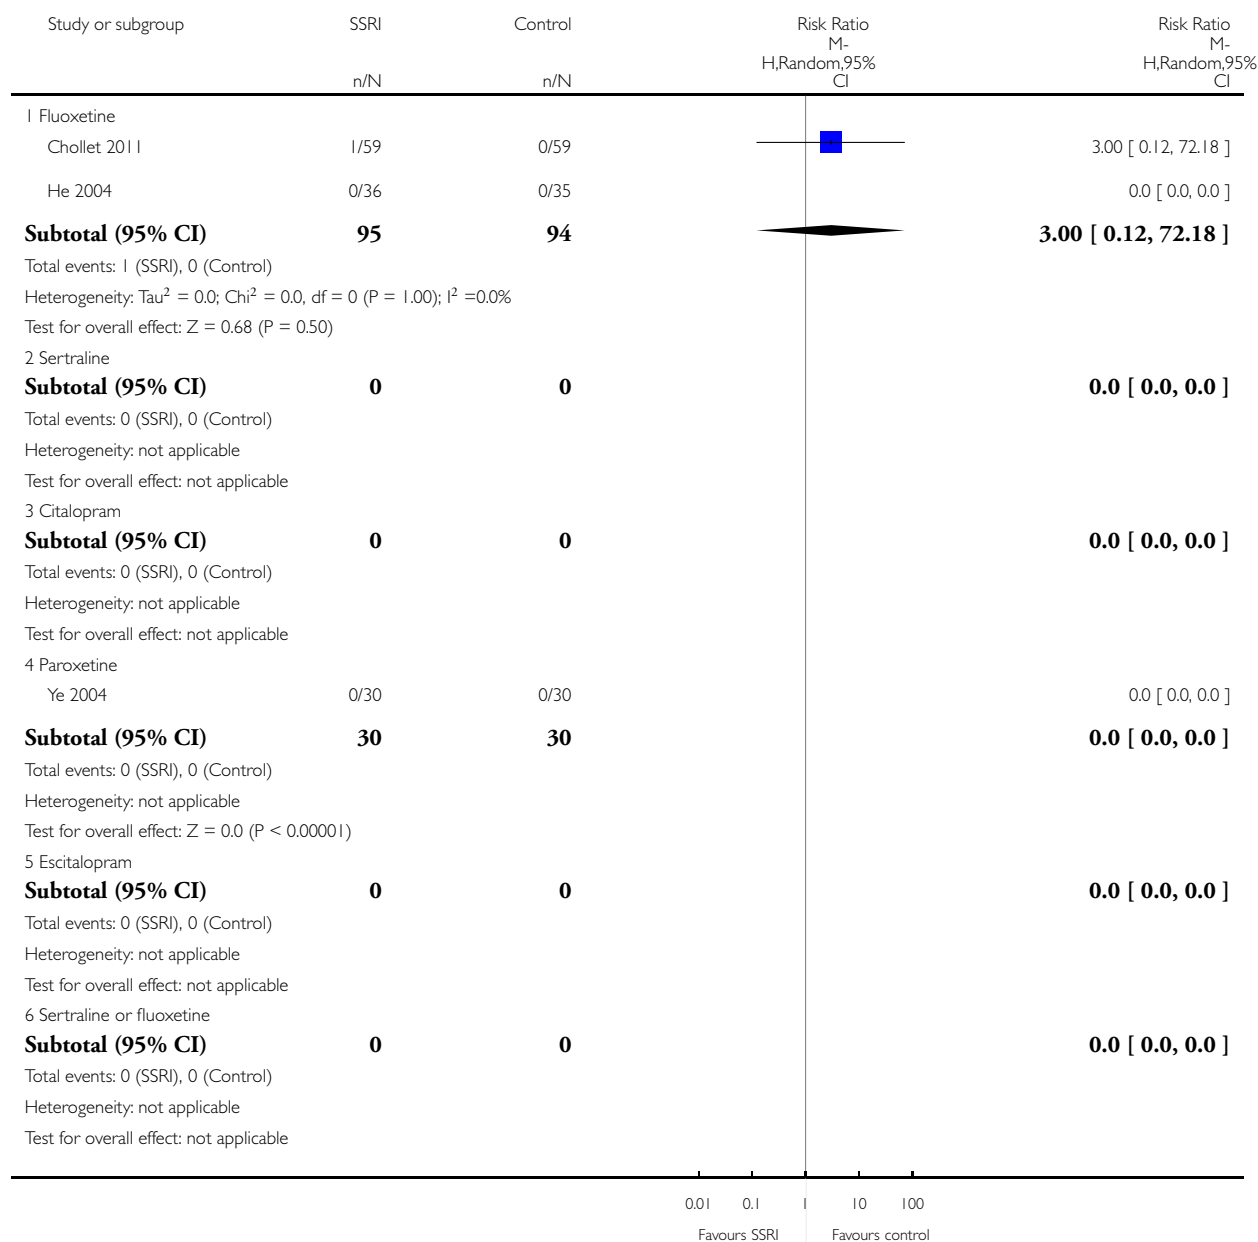 Study or subgroup SSRI Control Risk Ratio Risk Ratio
M- M-
H,Random,95% H,Random,95%
n/N n/N CI CI
1 Fluoxetine
Chollet 2011 1/59 0/59 3.00 [ 0.12, 72.18 ]
He 2004 0/36 0/35 0.0 [ 0.0, 0.0 ]
Subtotal (95% CI) 95 94 3.00 [ 0.12, 72.18 ]
Total events: 1 (SSRI), 0 (Control)
Heterogeneity: Tau² = 0.0; Chi² = 0.0, df = 0 (P = 1.00); I² =0.0%
Test for overall effect: Z = 0.68 (P = 0.50)
2 Sertraline
Subtotal (95% CI) 0 0 0.0 [ 0.0, 0.0 ]
Total events: 0 (SSRI), 0 (Control)
Heterogeneity: not applicable
Test for overall effect: not applicable
3 Citalopram
Subtotal (95% CI) 0 0 0.0 [ 0.0, 0.0 ]
Total events: 0 (SSRI), 0 (Control)
Heterogeneity: not applicable
Test for overall effect: not applicable
4 Paroxetine
Ye 2004 0/30 0/30 0.0 [ 0.0, 0.0 ]
Subtotal (95% CI) 30 30 0.0 [ 0.0, 0.0 ]
Total events: 0 (SSRI), 0 (Control)
Heterogeneity: not applicable
Test for overall effect: Z = 0.0 (P < 0.00001)
5 Escitalopram
Subtotal (95% CI) 0 0 0.0 [ 0.0, 0.0 ]
Total events: 0 (SSRI), 0 (Control)
Heterogeneity: not applicable
Test for overall effect: not applicable
6 Sertraline or fluoxetine
Subtotal (95% CI) 0 0 0.0 [ 0.0, 0.0 ]
Total events: 0 (SSRI), 0 (Control)
Heterogeneity: not applicable
Test for overall effect: not applicable
0.01 0.1 1 10 100
Favours SSRI Favours control